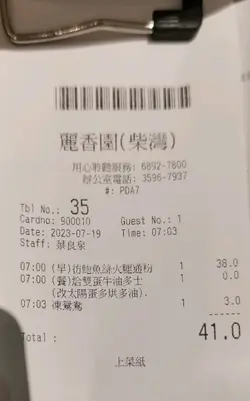 麗香園(柴灣)
用心聆聽服務: 6892-7800
辦公室電話: 3596-7937
#: PDA7
Tbl No.: 35
Cardno: 900010 Guest No.: 1
Date: 2023-07-19 Time: 07:03
Staff: 葉良泉
07:00 (早)彷鮑魚絲火腿通粉 1 38.0
07:00 (餐)烚雙蛋牛油多士 1 0.0
(改太陽蛋多烘多油).
07:03 凍鴛鴦 1 3.0
Total : 41.0
上菜紙